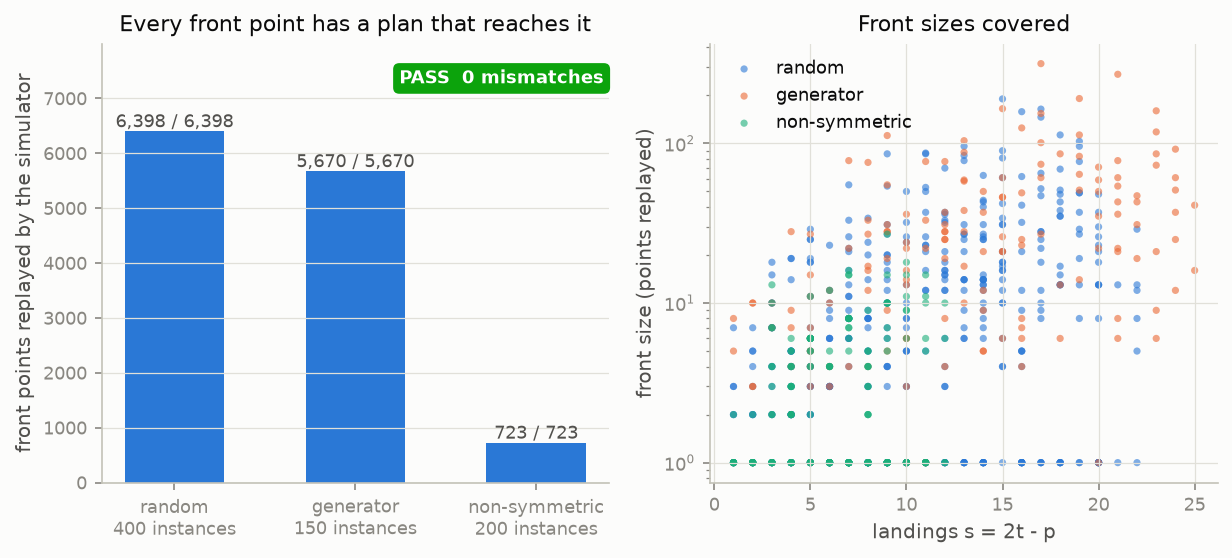 Every front point has a plan that reaches it
PASS 0 mismatches
front points replayed by the simulator
7000
6000
5000
4000
3000
2000
1000
0
6,398 / 6,398
5,670 / 5,670
723 / 723
random
400 instances
generator
150 instances
non-symmetric
200 instances
Front sizes covered
random
generator
non-symmetric
front size (points replayed)
10²
10¹
10⁰
0
5
10
15
20
25
landings s = 2t - p